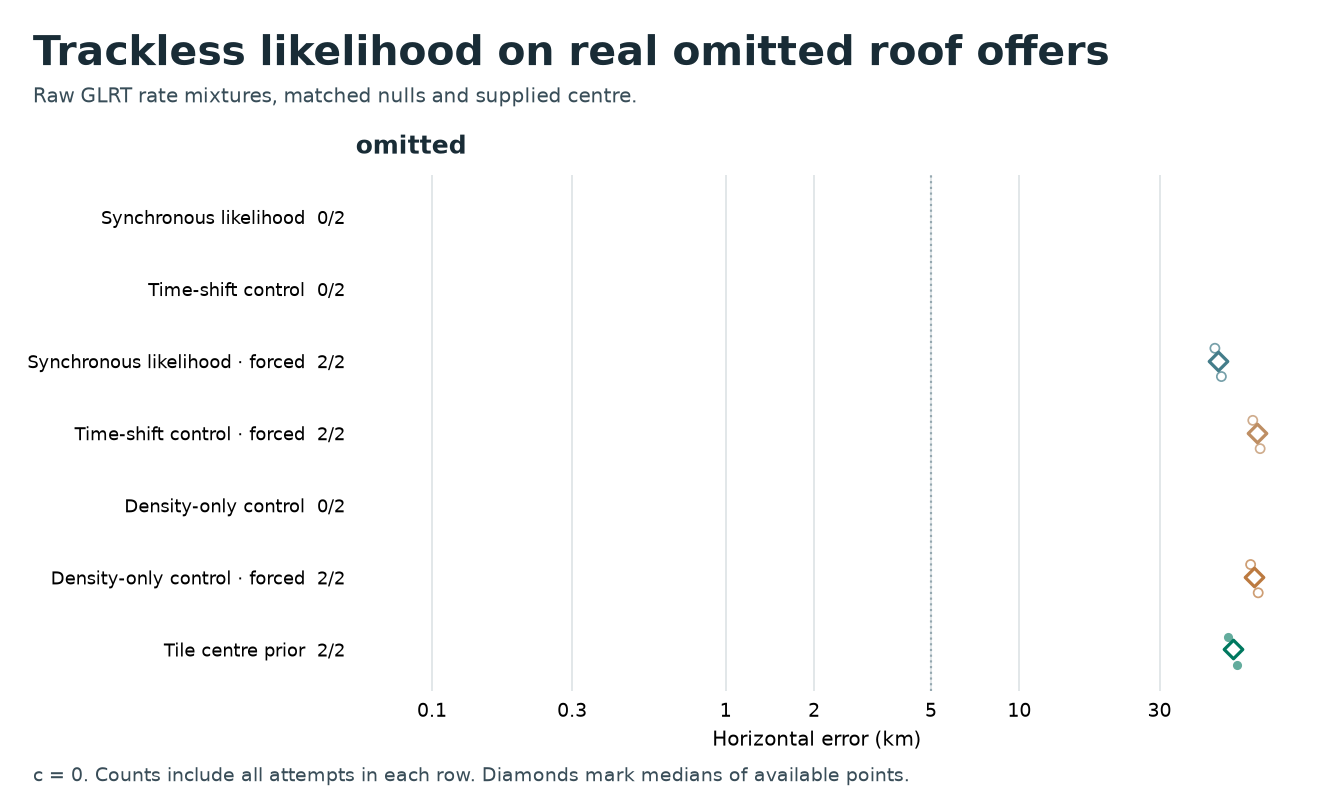 Trackless likelihood on real omitted roof offers
Raw GLRT rate mixtures, matched nulls and supplied centre.
omitted
Synchronous likelihood 0/2
Time-shift control 0/2
Synchronous likelihood · forced 2/2
Time-shift control · forced 2/2
Density-only control 0/2
Density-only control · forced 2/2
Tile centre prior 2/2
0.1 0.3 1 2 5 10 30
Horizontal error (km)
c = 0. Counts include all attempts in each row. Diamonds mark medians of available points.